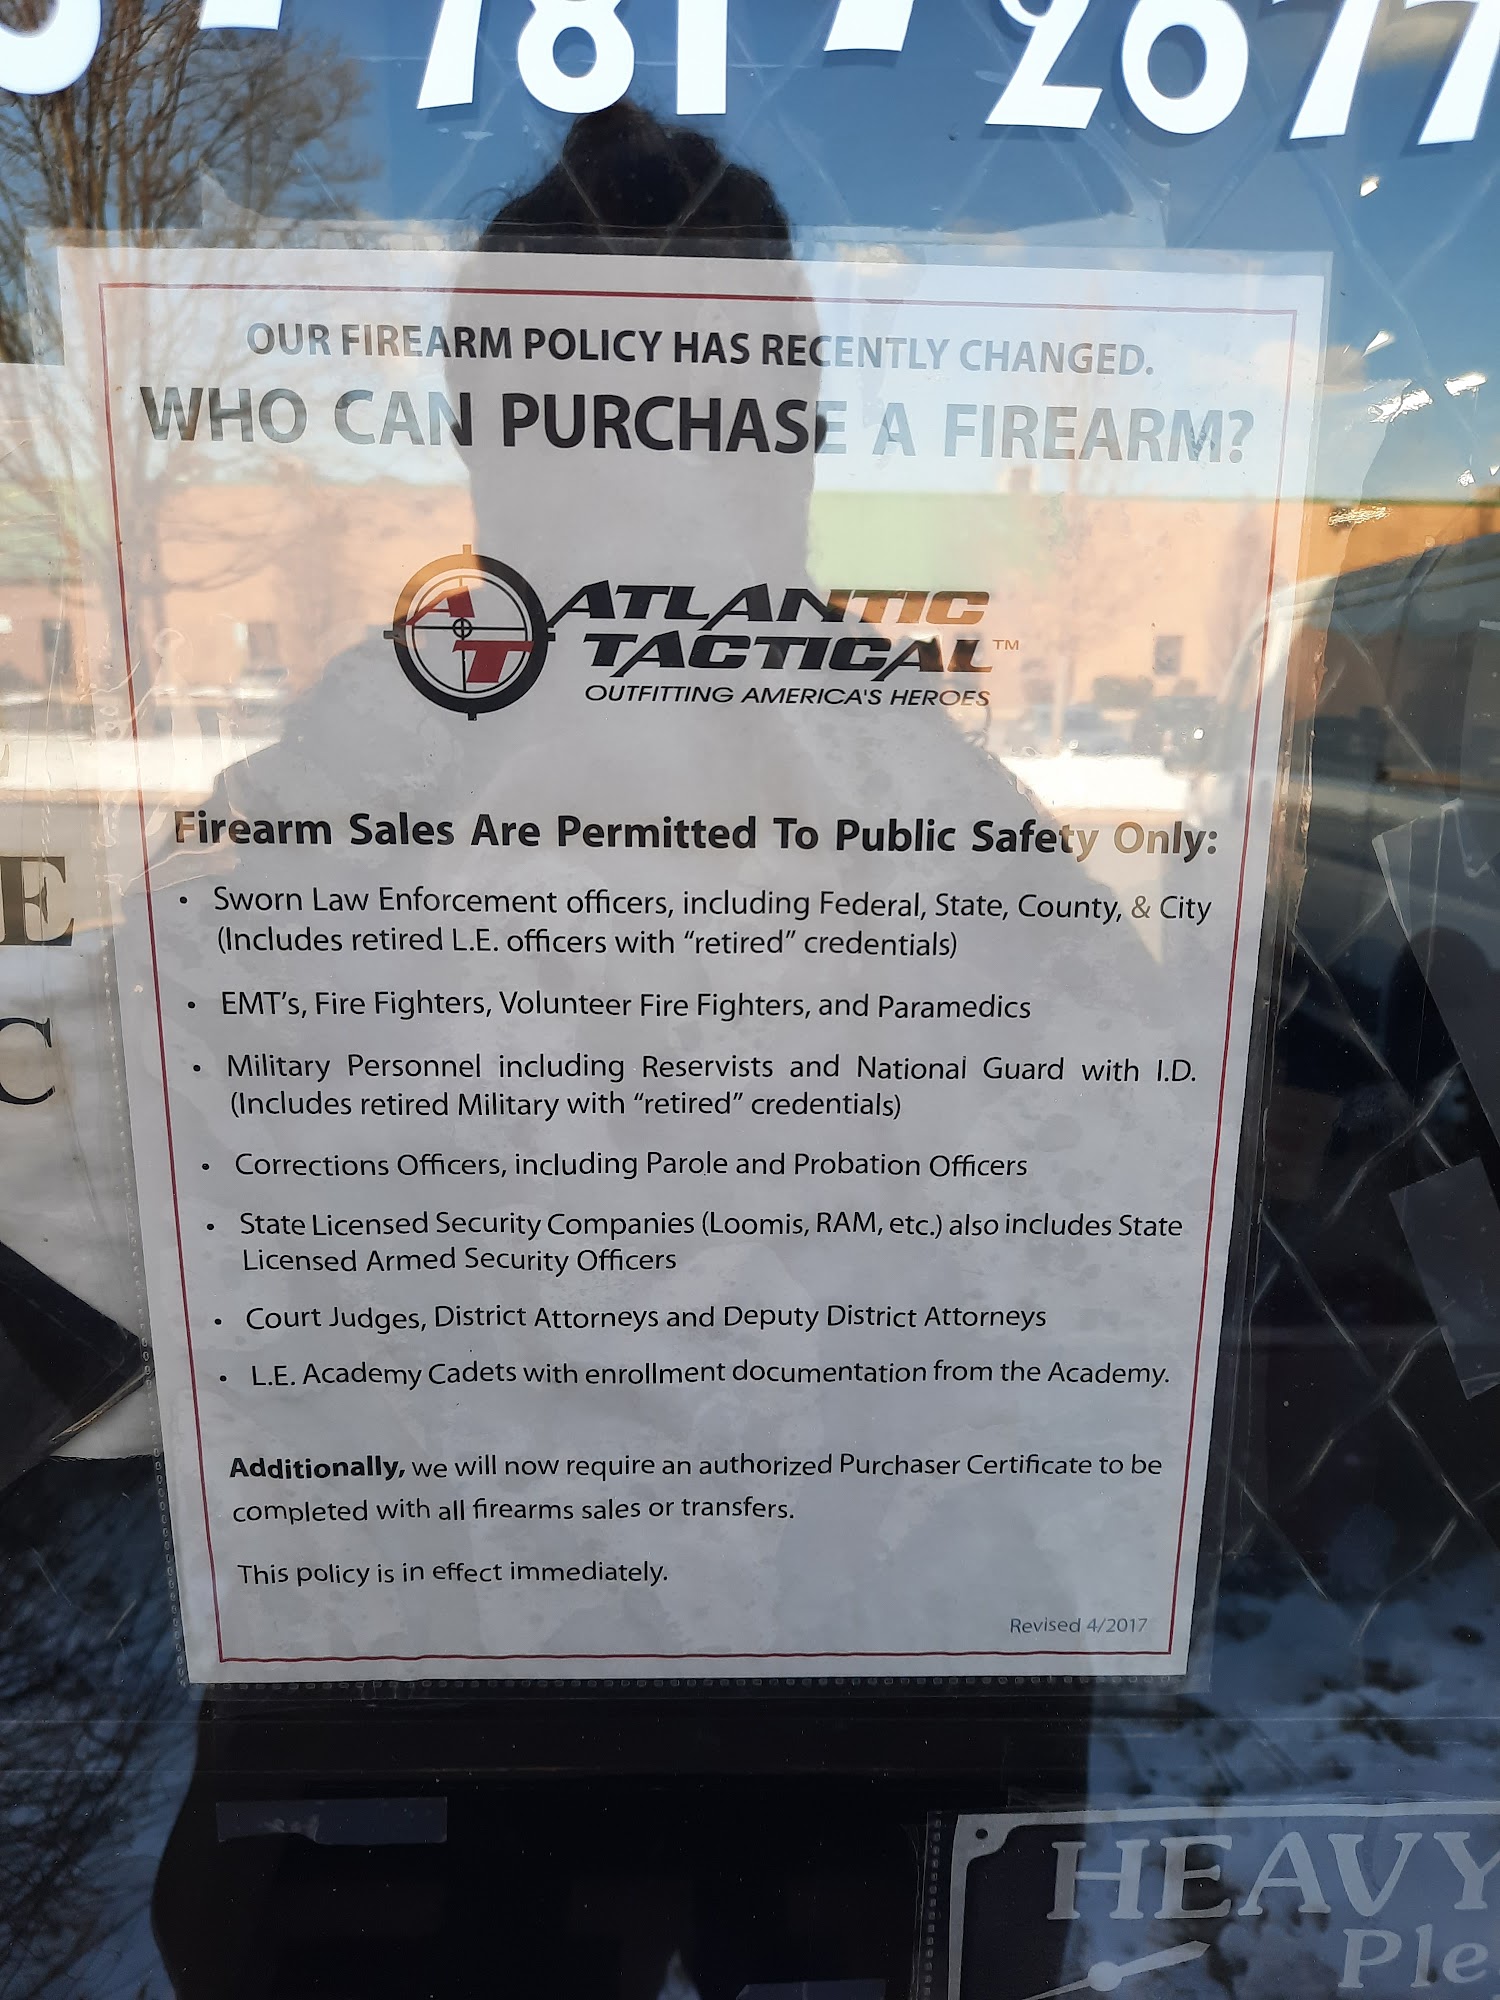 781-2677
OUR FIREARM POLICY HAS RECENTLY CHANGED.
WHO CAN PURCHASE A FIREARM?
AT
ATLANTIC
TACTICAL™
OUTFITTING AMERICA'S HEROES
Firearm Sales Are Permitted To Public Safety Only:
• Sworn Law Enforcement officers, including Federal, State, County, & City
(Includes retired L.E. officers with “retired” credentials)
• EMT's, Fire Fighters, Volunteer Fire Fighters, and Paramedics
• Military Personnel including Reservists and National Guard with I.D.
(Includes retired Military with “retired” credentials)
• Corrections Officers, including Parole and Probation Officers
• State Licensed Security Companies (Loomis, RAM, etc.) also includes State
Licensed Armed Security Officers
• Court Judges, District Attorneys and Deputy District Attorneys
• L.E. Academy Cadets with enrollment documentation from the Academy.
Additionally, we will now require an authorized Purchaser Certificate to be
completed with all firearms sales or transfers.
This policy is in effect immediately.
Revised 4/2017
E
C
HEAVY
Ple